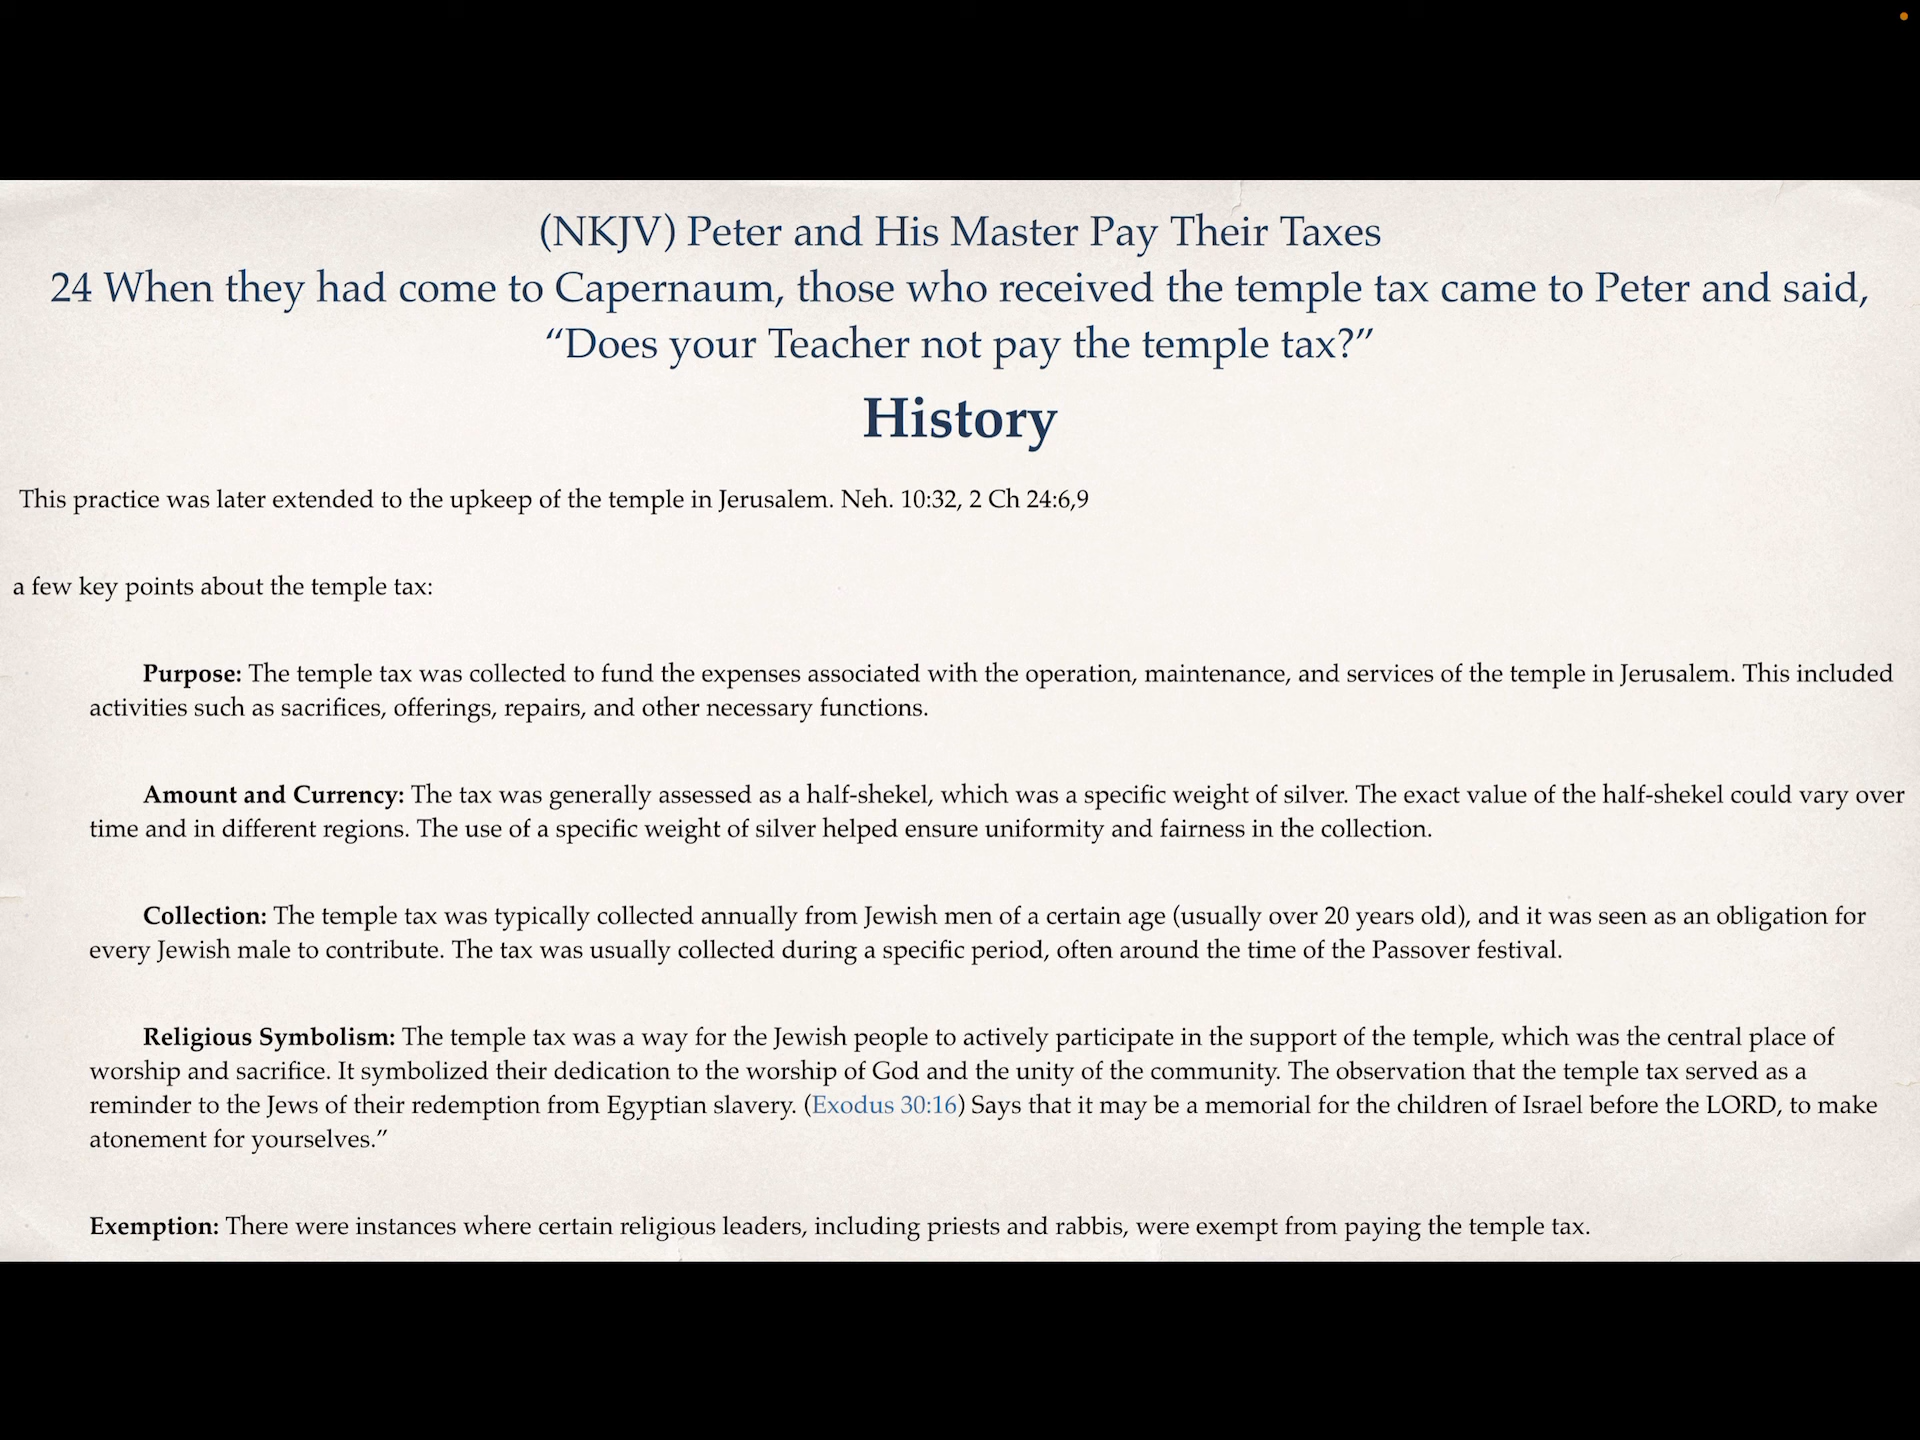 (NKJV) Peter and His Master Pay Their Taxes
24 When they had come to Capernaum, those who received the temple tax came to Peter and said,
“Does your Teacher not pay the temple tax?”
History
This practice was later extended to the upkeep of the temple in Jerusalem. Neh. 10:32, 2 Ch 24:6,9
a few key points about the temple tax:
Purpose: The temple tax was collected to fund the expenses associated with the operation, maintenance, and services of the temple in Jerusalem. This included
activities such as sacrifices, offerings, repairs, and other necessary functions.
Amount and Currency: The tax was generally assessed as a half-shekel, which was a specific weight of silver. The exact value of the half-shekel could vary over
time and in different regions. The use of a specific weight of silver helped ensure uniformity and fairness in the collection.
Collection: The temple tax was typically collected annually from Jewish men of a certain age (usually over 20 years old), and it was seen as an obligation for
every Jewish male to contribute. The tax was usually collected during a specific period, often around the time of the Passover festival.
Religious Symbolism: The temple tax was a way for the Jewish people to actively participate in the support of the temple, which was the central place of
worship and sacrifice. It symbolized their dedication to the worship of God and the unity of the community. The observation that the temple tax served as a
reminder to the Jews of their redemption from Egyptian slavery. (Exodus 30:16) Says that it may be a memorial for the children of Israel before the LORD, to make
atonement for yourselves.”
Exemption: There were instances where certain religious leaders, including priests and rabbis, were exempt from paying the temple tax.